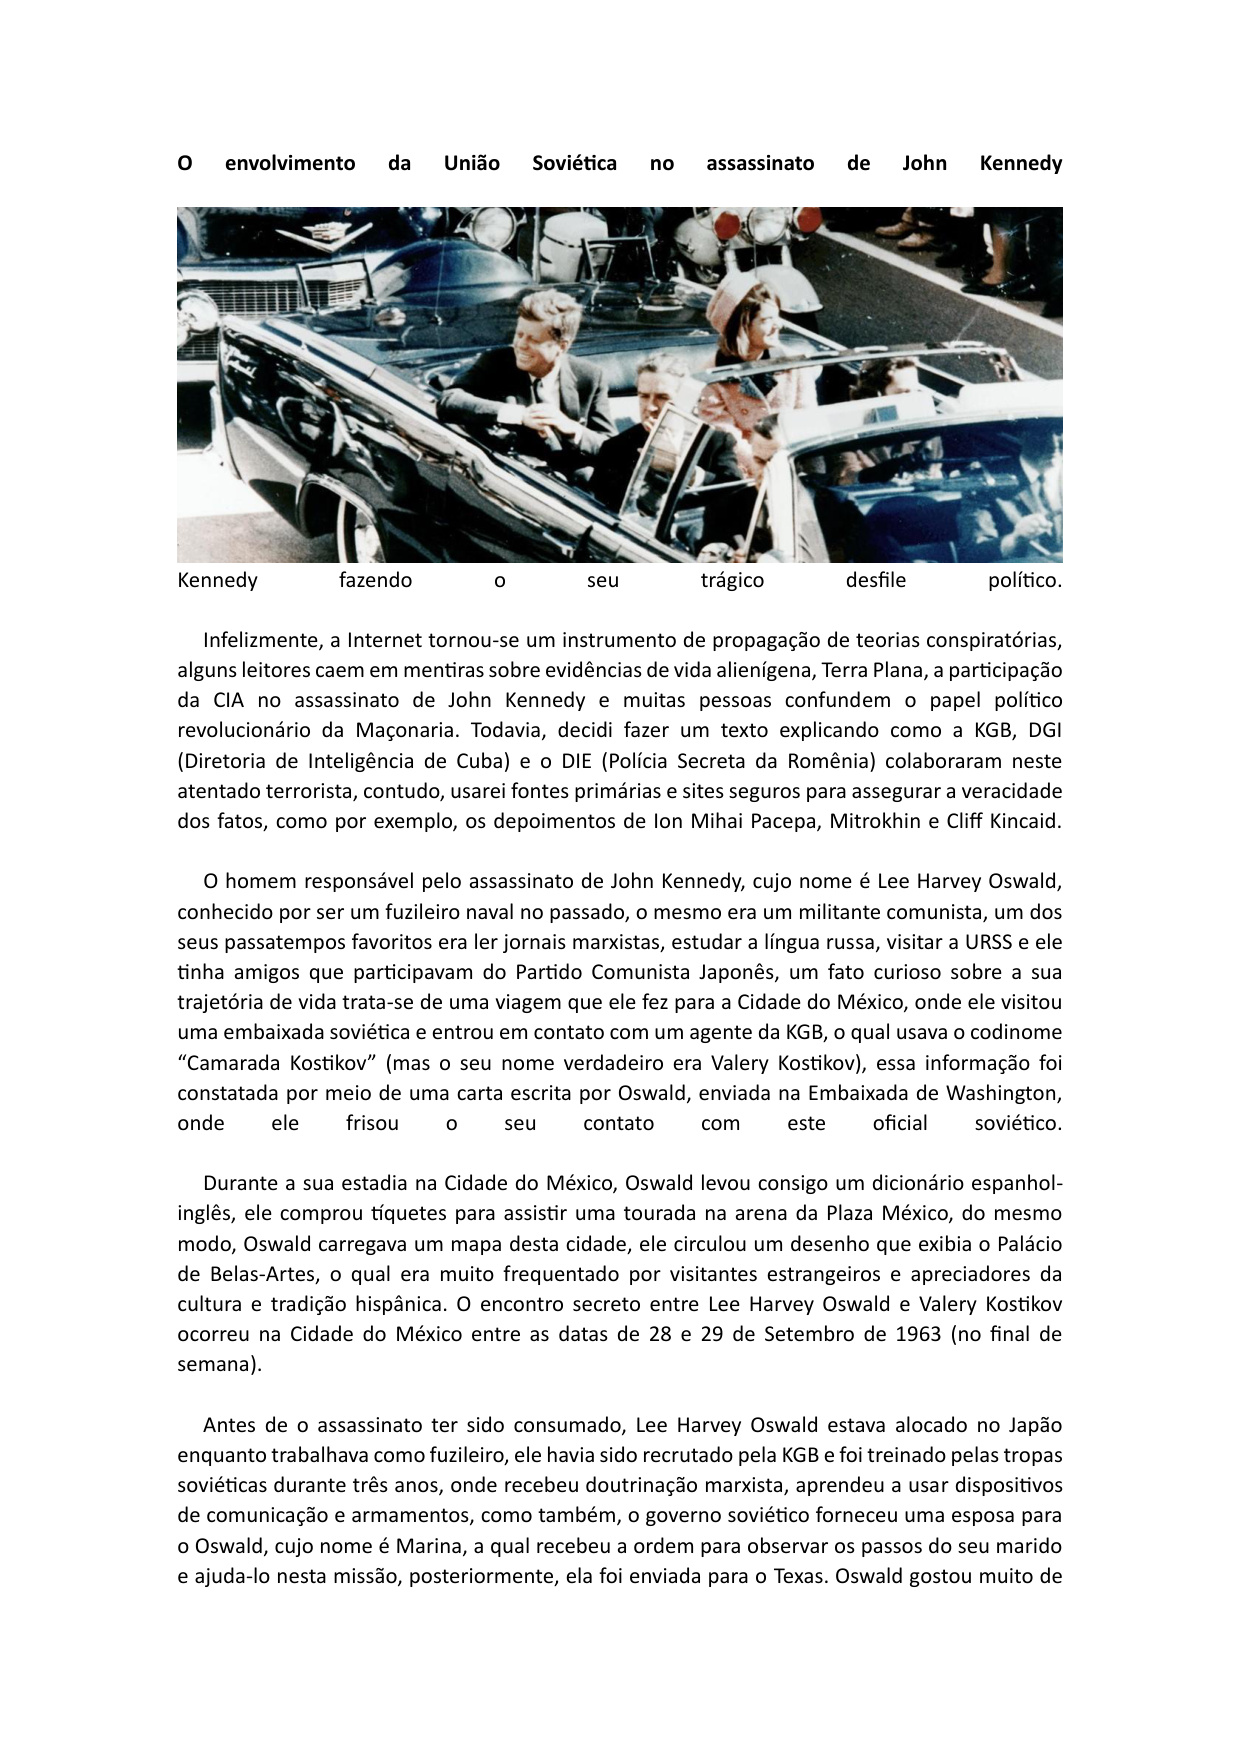 O envolvimento da União Soviética no assassinato de John Kennedy
Kennedy fazendo o seu trágico desfile político.
Infelizmente, a Internet tornou-se um instrumento de propagação de teorias conspiratórias,
alguns leitores caem em mentiras sobre evidências de vida alienígena, Terra Plana, a participação
da CIA no assassinato de John Kennedy e muitas pessoas confundem o papel político
revolucionário da Maçonaria. Todavia, decidi fazer um texto explicando como a KGB, DGI
(Diretoria de Inteligência de Cuba) e o DIE (Polícia Secreta da Romênia) colaboraram neste
atentado terrorista, contudo, usarei fontes primárias e sites seguros para assegurar a veracidade
dos fatos, como por exemplo, os depoimentos de Ion Mihai Pacepa, Mitrokhin e Cliff Kincaid.
O homem responsável pelo assassinato de John Kennedy, cujo nome é Lee Harvey Oswald,
conhecido por ser um fuzileiro naval no passado, o mesmo era um militante comunista, um dos
seus passatempos favoritos era ler jornais marxistas, estudar a língua russa, visitar a URSS e ele
tinha amigos que participavam do Partido Comunista Japonês, um fato curioso sobre a sua
trajetória de vida trata-se de uma viagem que ele fez para a Cidade do México, onde ele visitou
uma embaixada soviética e entrou em contato com um agente da KGB, o qual usava o codinome
“Camarada Kostikov” (mas o seu nome verdadeiro era Valery Kostikov), essa informação foi
constatada por meio de uma carta escrita por Oswald, enviada na Embaixada de Washington,
onde ele frisou o seu contato com este oficial soviético.
Durante a sua estadia na Cidade do México, Oswald levou consigo um dicionário espanhol-
inglês, ele comprou tíquetes para assistir uma tourada na arena da Plaza México, do mesmo
modo, Oswald carregava um mapa desta cidade, ele circulou um desenho que exibia o Palácio
de Belas-Artes, o qual era muito frequentado por visitantes estrangeiros e apreciadores da
cultura e tradição hispânica. O encontro secreto entre Lee Harvey Oswald e Valery Kostikov
ocorreu na Cidade do México entre as datas de 28 e 29 de Setembro de 1963 (no final de
semana).
Antes de o assassinato ter sido consumado, Lee Harvey Oswald estava alocado no Japão
enquanto trabalhava como fuzileiro, ele havia sido recrutado pela KGB e foi treinado pelas tropas
soviéticas durante três anos, onde recebeu doutrinação marxista, aprendeu a usar dispositivos
de comunicação e armamentos, como também, o governo soviético forneceu uma esposa para
o Oswald, cujo nome é Marina, a qual recebeu a ordem para observar os passos do seu marido
e ajuda-lo nesta missão, posteriormente, ela foi enviada para o Texas. Oswald gostou muito de